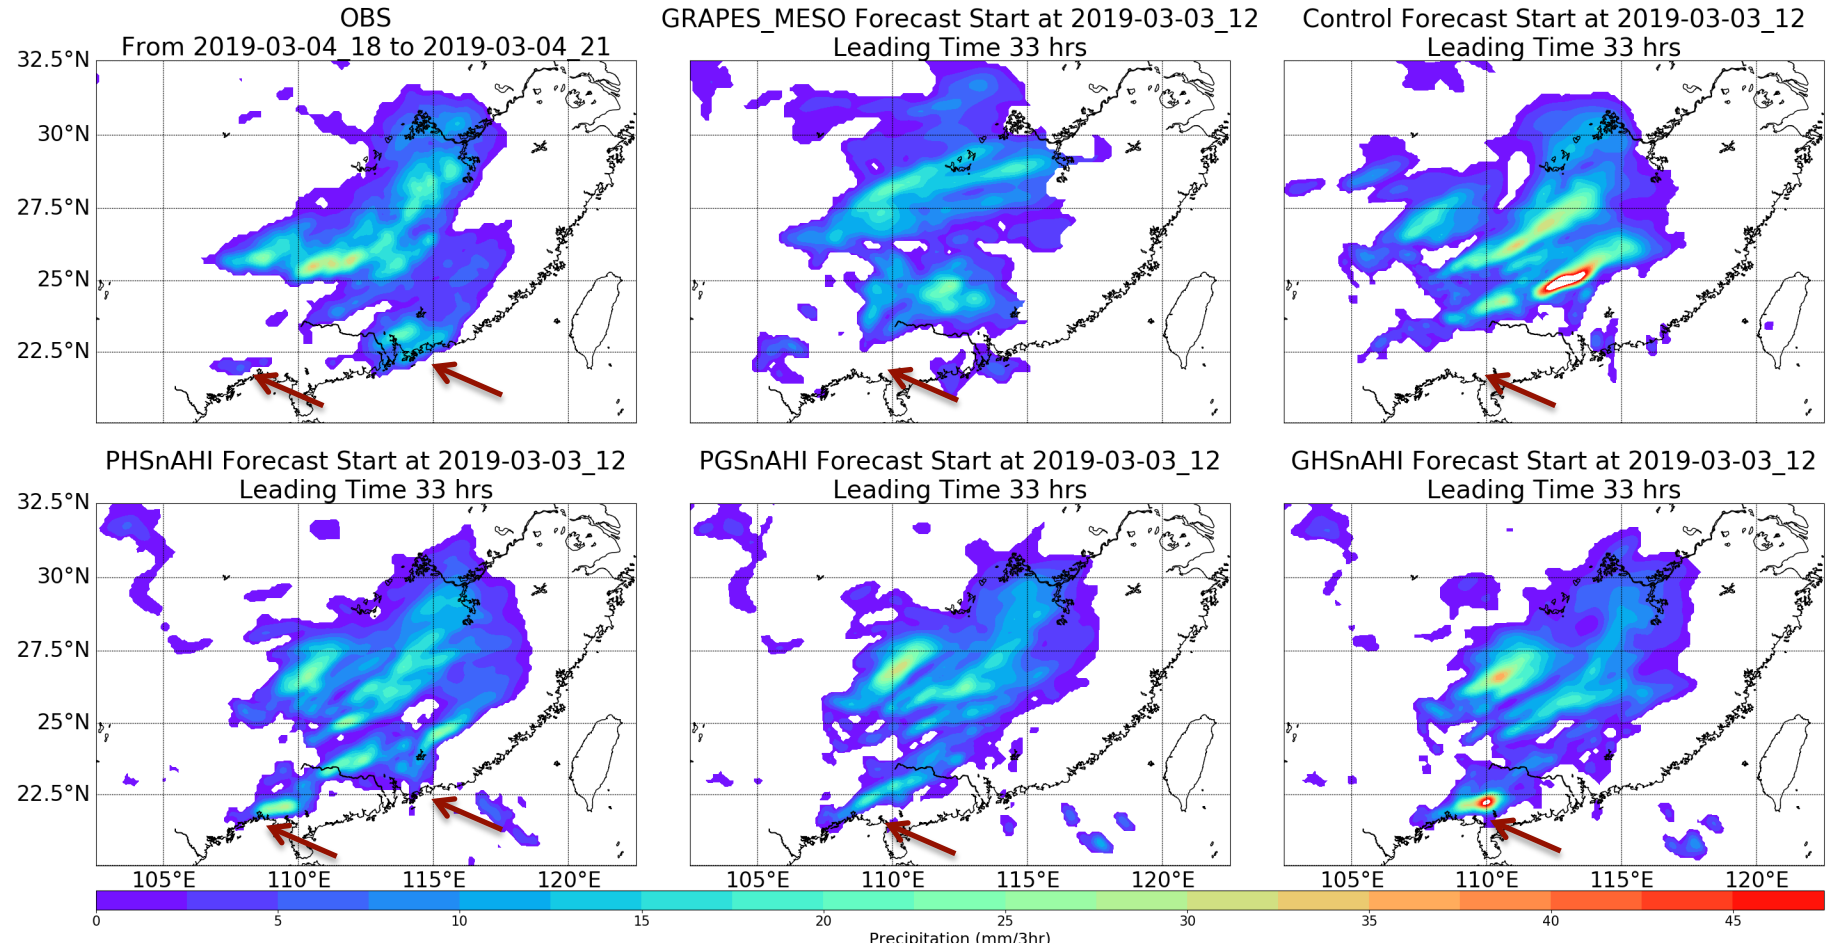 OBS
From 2019-03-04_18 to 2019-03-04_21
GRAPES_MESO Forecast Start at 2019-03-03_12
Leading Time 33 hrs
Control Forecast Start at 2019-03-03_12
Leading Time 33 hrs
32.5°N
30°N
27.5°N
25°N
22.5°N
PHSnAHI Forecast Start at 2019-03-03_12
Leading Time 33 hrs
PGSnAHI Forecast Start at 2019-03-03_12
Leading Time 33 hrs
GHSnAHI Forecast Start at 2019-03-03_12
Leading Time 33 hrs
32.5°N
30°N
27.5°N
25°N
22.5°N
105°E 110°E 115°E 120°E
105°E 110°E 115°E 120°E
105°E 110°E 115°E 120°E
0 5 10 15 20 25 30 35 40 45
Precipitation (mm/3hr)